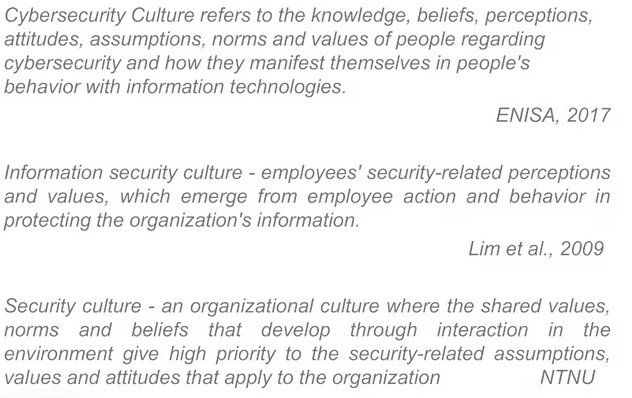 Cybersecurity Culture refers to the knowledge, beliefs, perceptions,
attitudes, assumptions, norms and values of people regarding
cybersecurity and how they manifest themselves in people's
behavior with information technologies.
ENISA, 2017
Information security culture - employees' security-related perceptions
and values, which emerge from employee action and behavior in
protecting the organization's information.
Lim et al., 2009
Security culture - an organizational culture where the shared values,
norms and beliefs that develop through interaction in the
environment give high priority to the security-related assumptions,
values and attitudes that apply to the organization NTNU